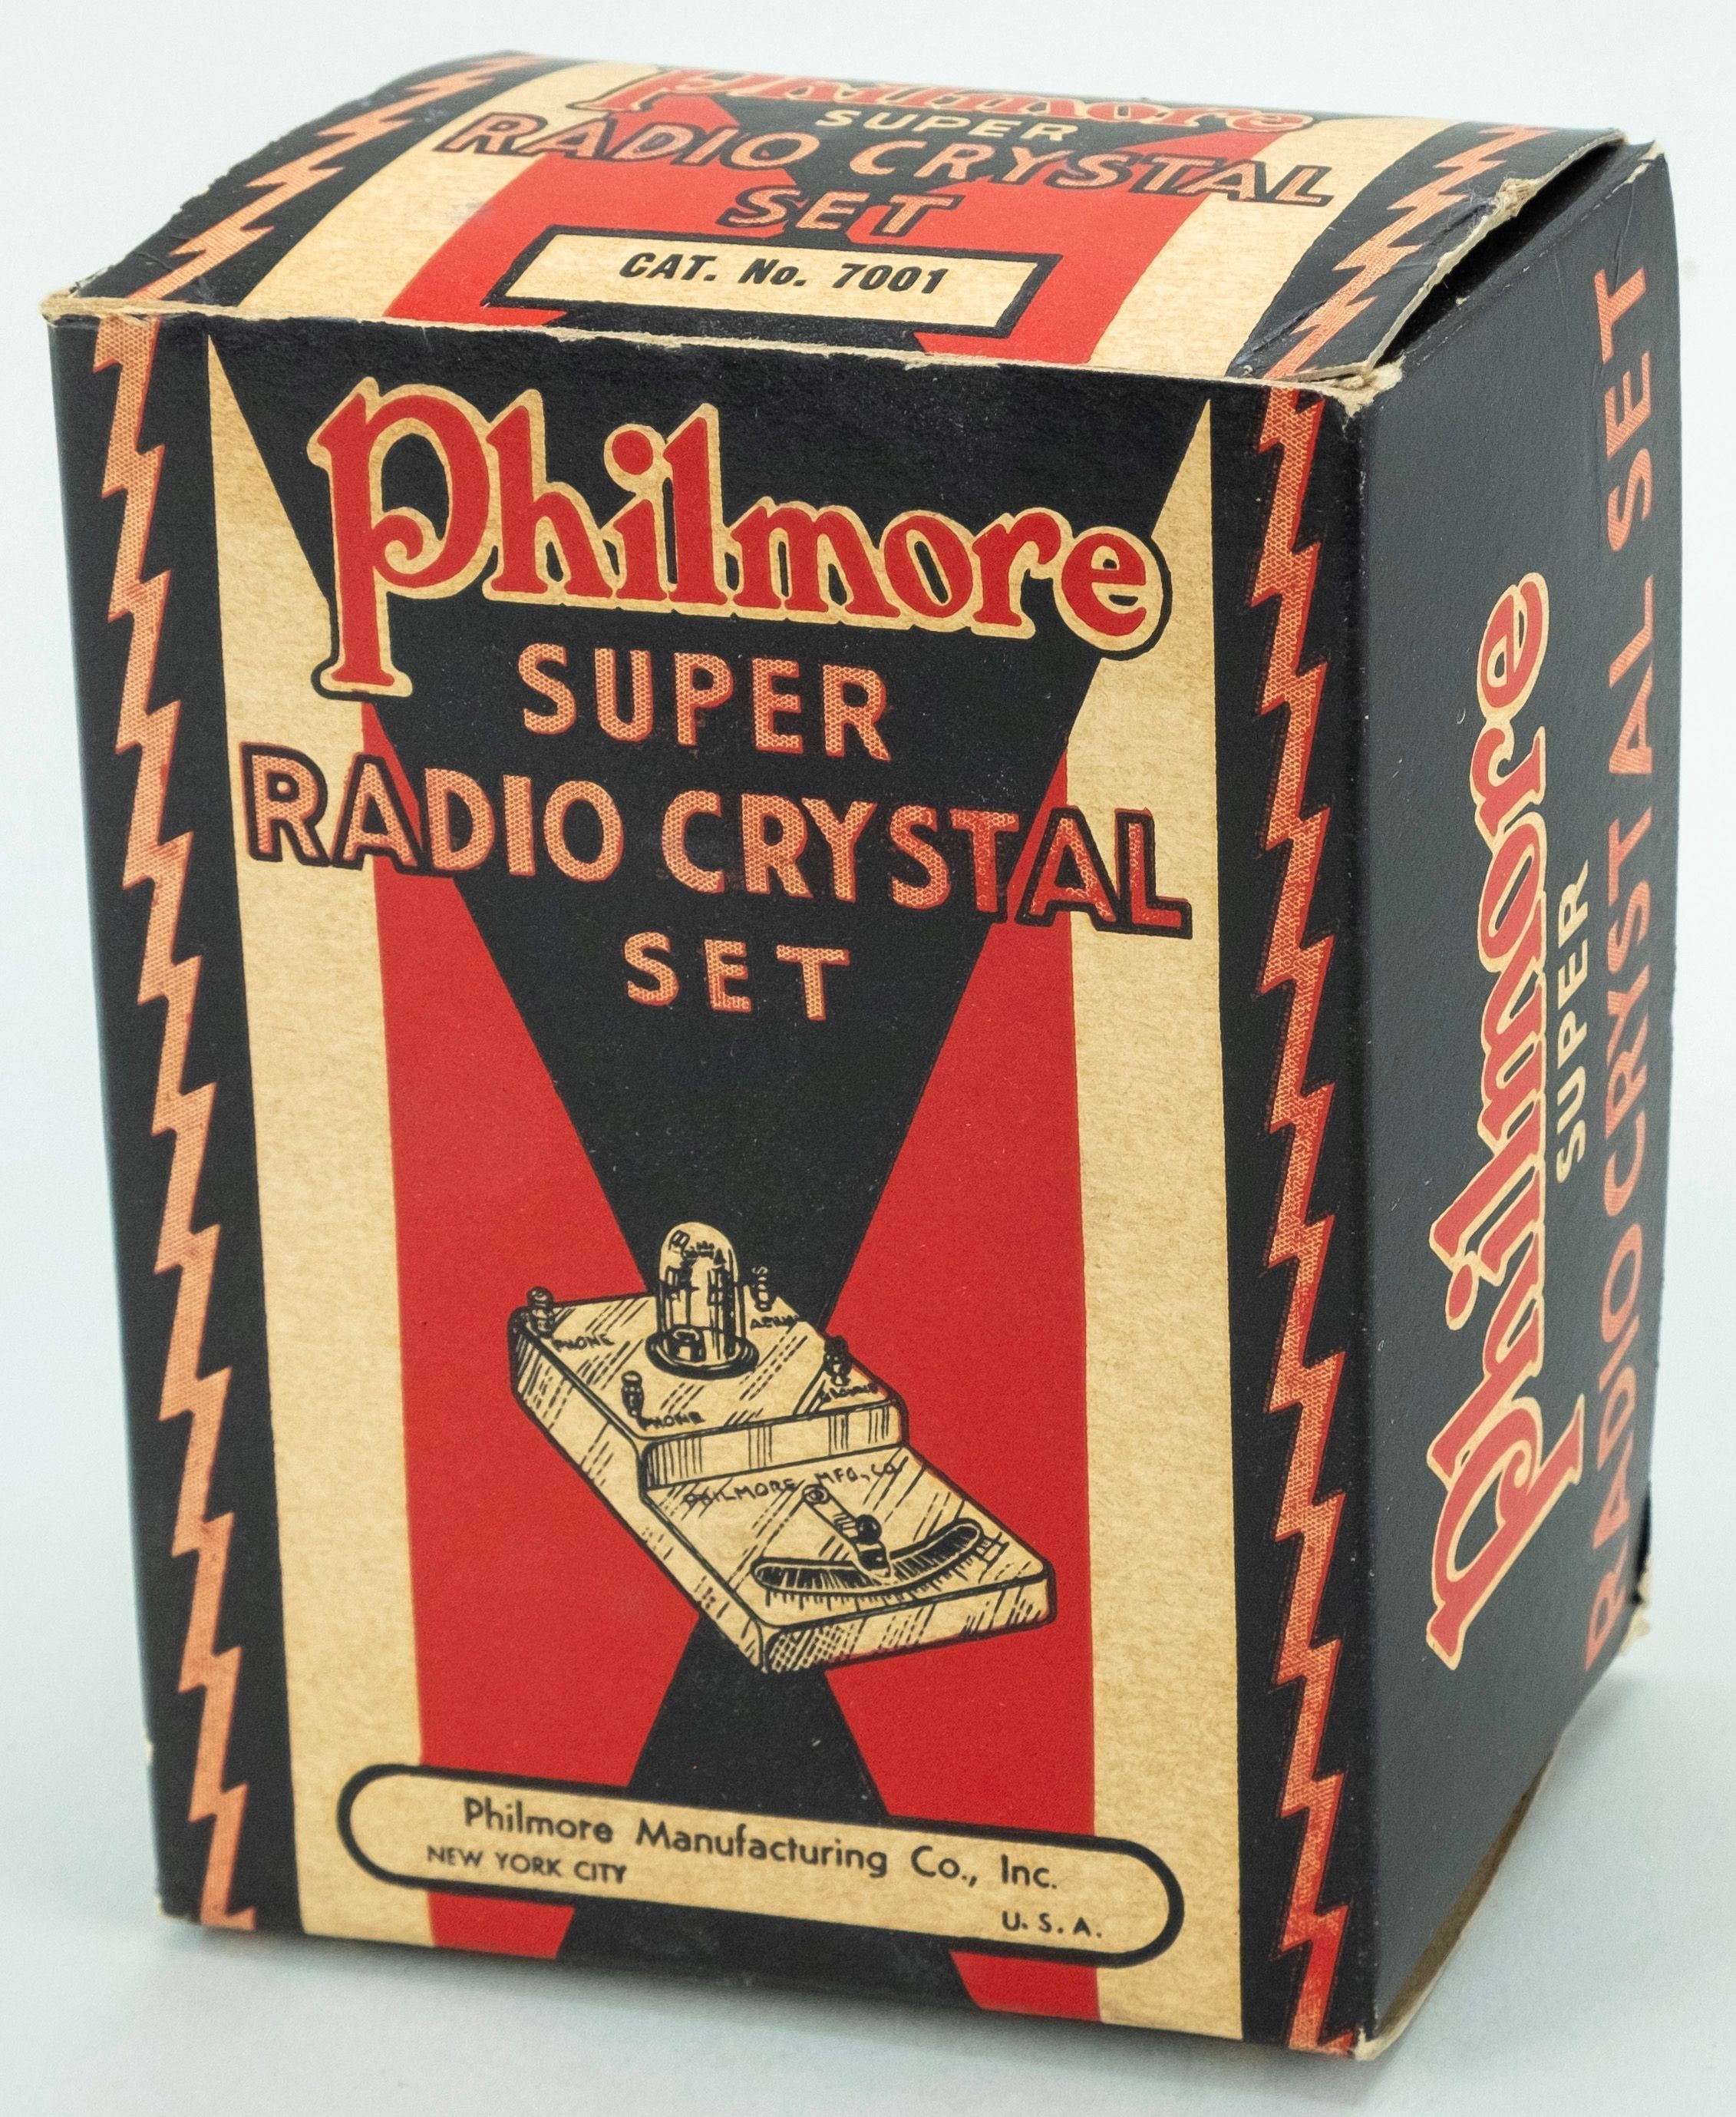 Philmore
SUPER
RADIO CRYSTAL
SET
CAT. No. 7001
Philmore
SUPER
RADIO CRYSTAL
SET
PHONE
PHONE
PHILMORE MFG. CO.
Philmore Manufacturing Co., Inc.
NEW YORK CITY
U. S. A.
Philmore
SUPER
RADIO CRYSTAL SET